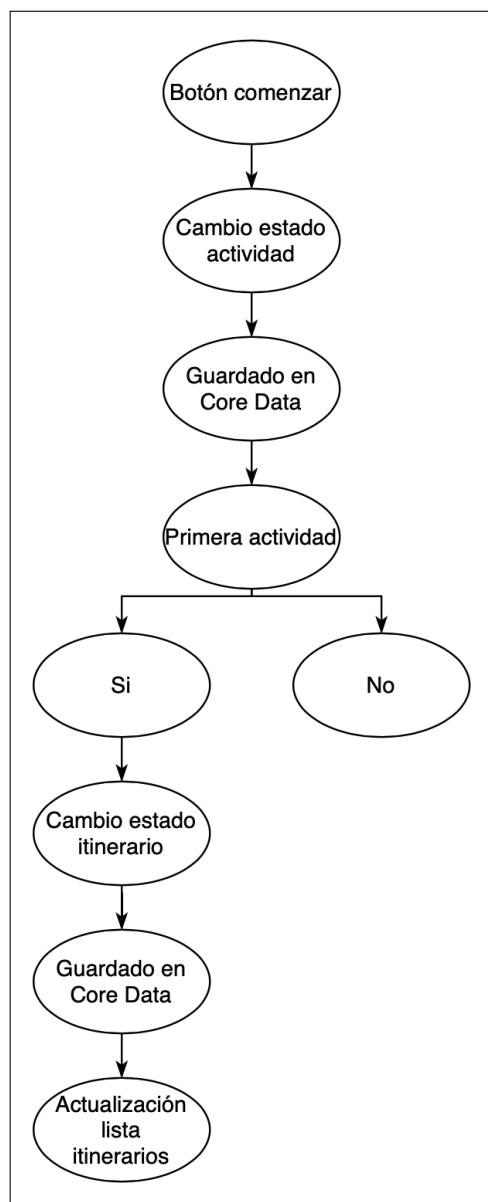 Botón comenzar
Cambio estado
actividad
Guardado en
Core Data
Primera actividad
Si
No
Cambio estado
itinerario
Guardado en
Core Data
Actualización
lista
itinerarios